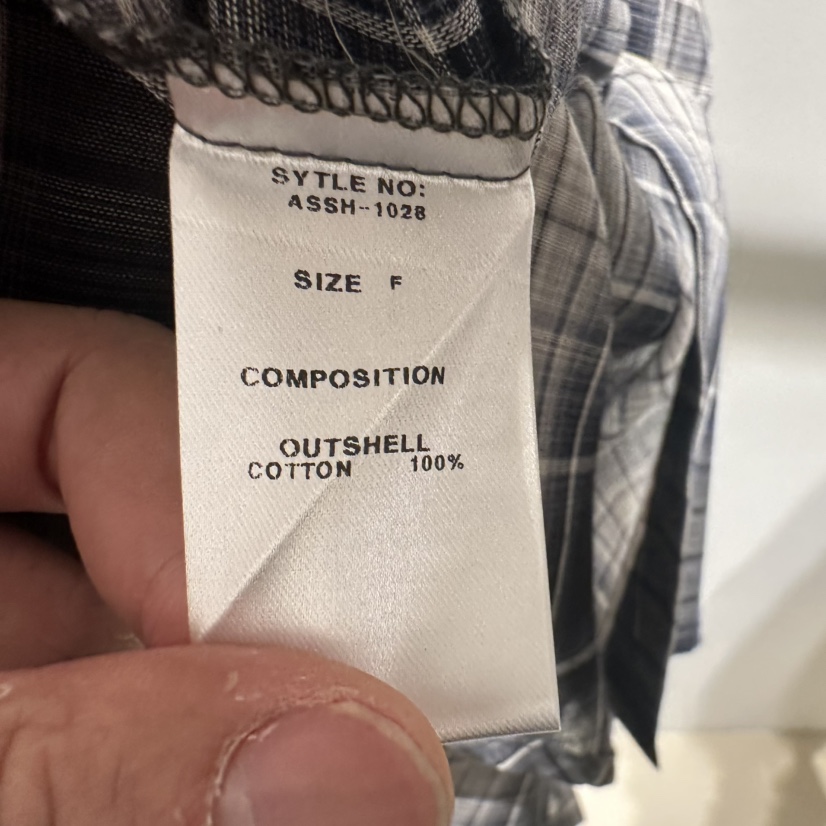 SYTLE NO:
ASSH-1028
SIZE F
COMPOSITION
OUTSHELL
COTTON 100%